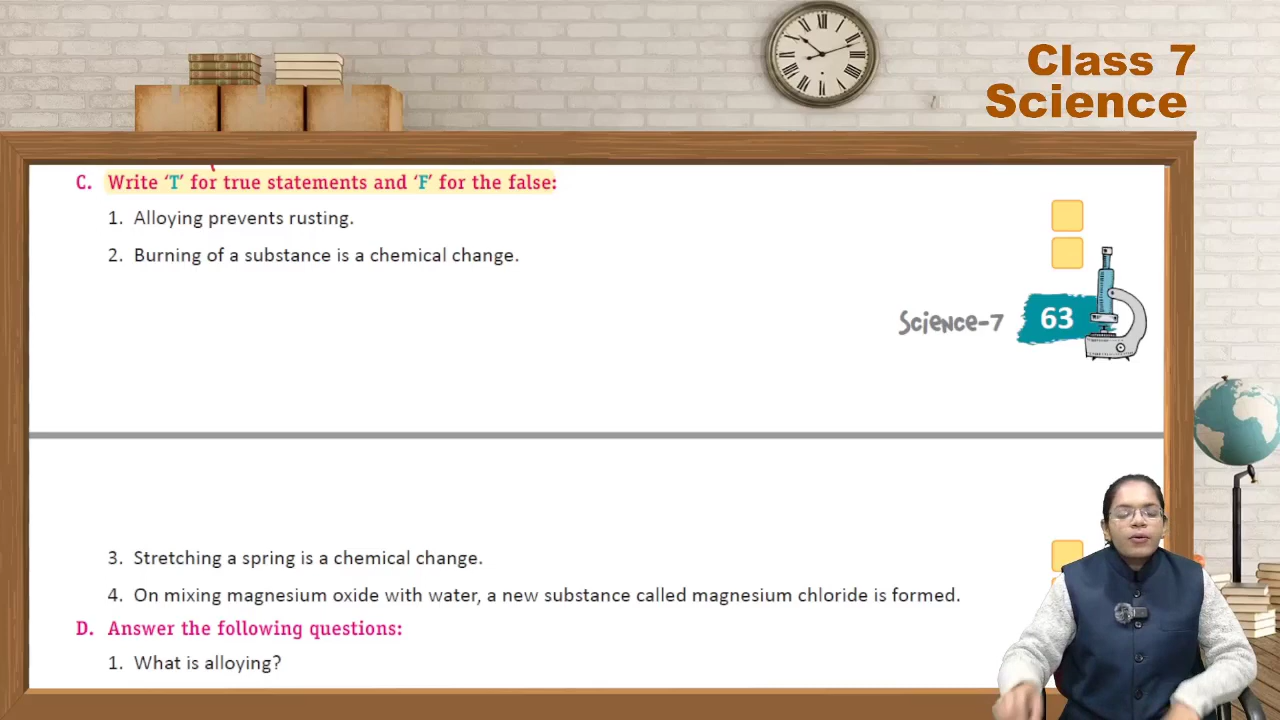 Class 7
Science
C. Write ‘T’ for true statements and ‘F’ for the false:
1. Alloying prevents rusting.
2. Burning of a substance is a chemical change.
Science-7 63
3. Stretching a spring is a chemical change.
4. On mixing magnesium oxide with water, a new substance called magnesium chloride is formed.
D. Answer the following questions:
1. What is alloying?